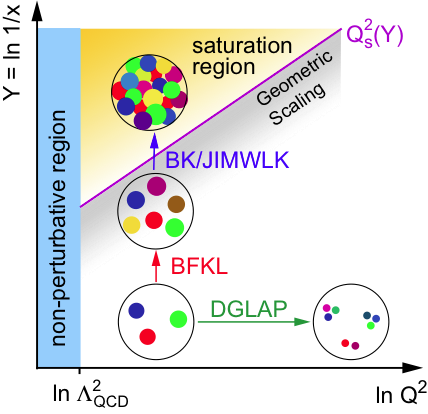 Y = ln 1/x
non-perturbative region
saturation
region
Q²ₛ(Y)
Geometric
Scaling
BK/JIMWLK
BFKL
DGLAP
ln Λ²QCD
ln Q²